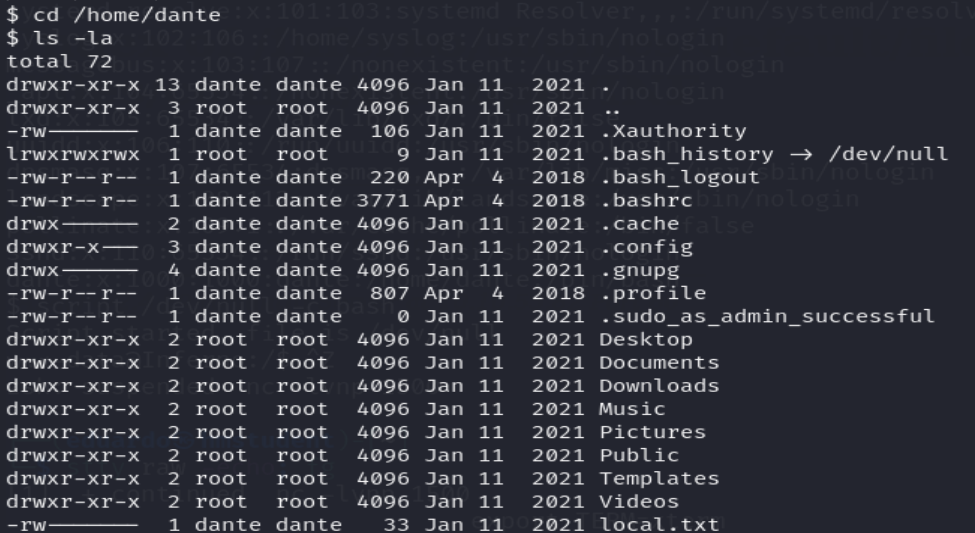 $ cd /home/dante
$ ls -la
total 72
drwxr-xr-x 13 dante dante 4096 Jan 11  2021 .
drwxr-xr-x  3 root  root  4096 Jan 11  2021 ..
-rw-------  1 dante dante  106 Jan 11  2021 .Xauthority
lrwxrwxrwx  1 root  root     9 Jan 11  2021 .bash_history → /dev/null
-rw-r--r--  1 dante dante  220 Apr  4  2018 .bash_logout
-rw-r--r--  1 dante dante 3771 Apr  4  2018 .bashrc
drwx------  2 dante dante 4096 Jan 11  2021 .cache
drwxr-x---  3 dante dante 4096 Jan 11  2021 .config
drwx------  4 dante dante 4096 Jan 11  2021 .gnupg
-rw-r--r--  1 dante dante  807 Apr  4  2018 .profile
-rw-r--r--  1 dante dante    0 Jan 11  2021 .sudo_as_admin_successful
drwxr-xr-x  2 root  root  4096 Jan 11  2021 Desktop
drwxr-xr-x  2 root  root  4096 Jan 11  2021 Documents
drwxr-xr-x  2 root  root  4096 Jan 11  2021 Downloads
drwxr-xr-x  2 root  root  4096 Jan 11  2021 Music
drwxr-xr-x  2 root  root  4096 Jan 11  2021 Pictures
drwxr-xr-x  2 root  root  4096 Jan 11  2021 Public
drwxr-xr-x  2 root  root  4096 Jan 11  2021 Templates
drwxr-xr-x  2 root  root  4096 Jan 11  2021 Videos
-rw-------  1 dante dante   33 Jan 11  2021 local.txt